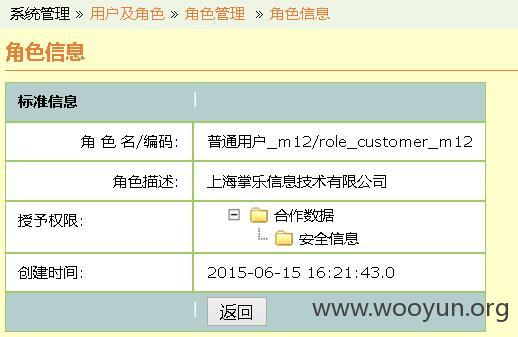 系统管理 » 用户及角色 » 角色管理 » 角色信息
角色信息
标准信息
角 色 名/编码: 普通用户_m12/role_customer_m12
角色描述: 上海掌乐信息技术有限公司
授予权限: 合作数据
安全信息
创建时间: 2015-06-15 16:21:43.0
返回
www.wooyun.org